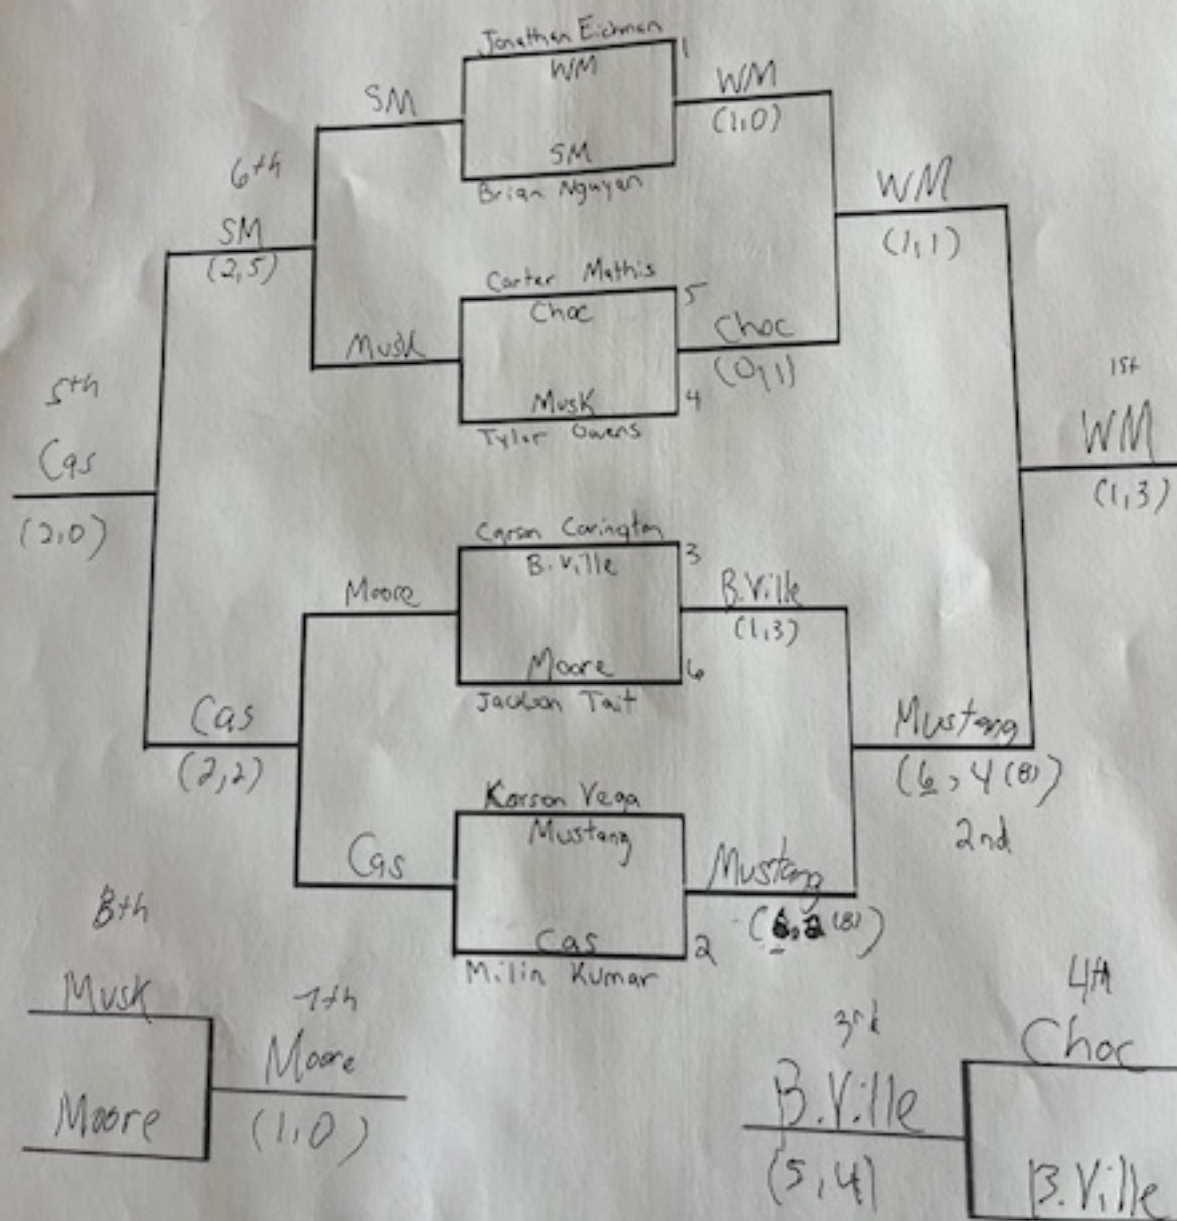 Jonathan Eichman
1
WM
SM
WM
(1,0)
SM
Brian Nguyen
6th
SM
(2,5)
WM
(1,1)
Carter Mathis
5
Choc
Choc
(0,1)
Musk
Musk
4
Tyler Owens
5th
Cas
(2,0)
1st
WM
(1,3)
Carson Carington
3
B.Ville
Moore
B.Ville
(1,3)
Moore
6
Jackson Tait
Cas
(2,2)
Mustang
(6,4(8))
2nd
Karson Vega
Mustang
Cas
Mustang
(8)
Cas
2
Milin Kumar
8th
Musk
7th
Moore
Moore
(1,0)
3rd
4th
Choc
B.Ville
(5,4)
B.Ville